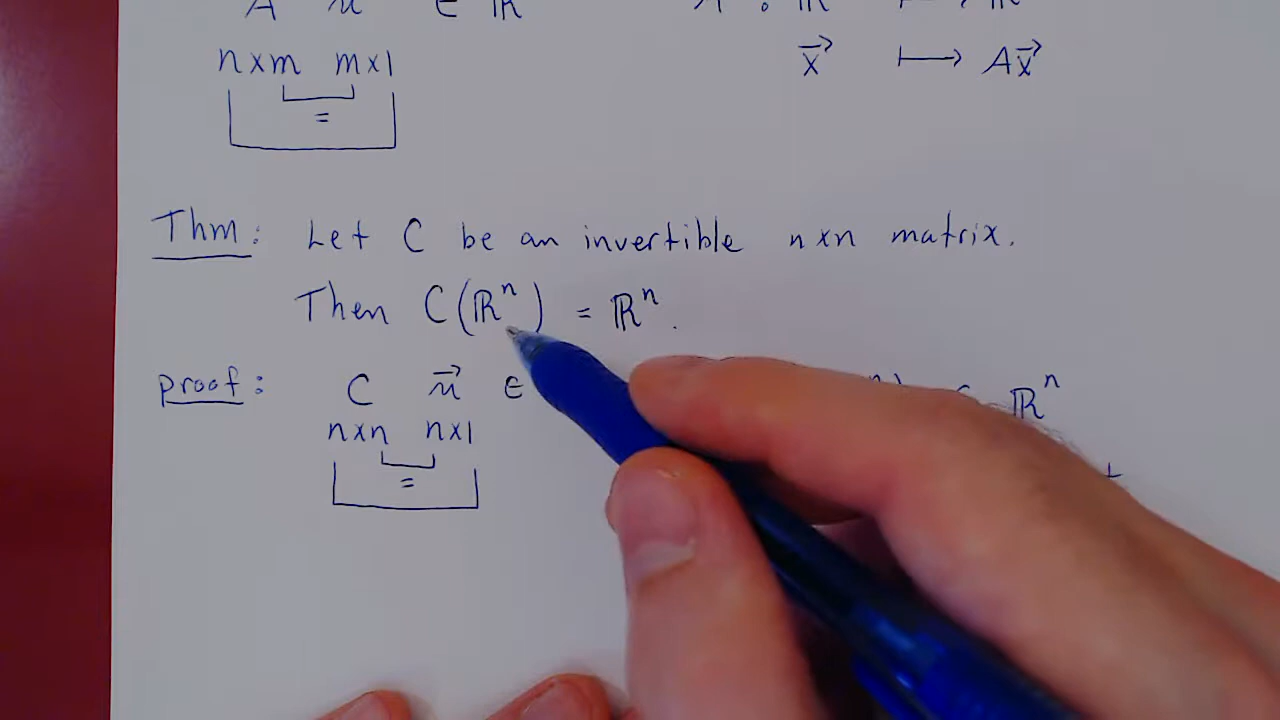 A u⃗ ∈ ℝ A : ℝ ⟼ ℝ
n×m m×1 x⃗ ⟼ Ax⃗
=
Thm: Let C be an invertible n×n matrix.
Then C(ℝⁿ) = ℝⁿ.
proof: C u⃗ ∈ ℝⁿ
n×n n×1
=